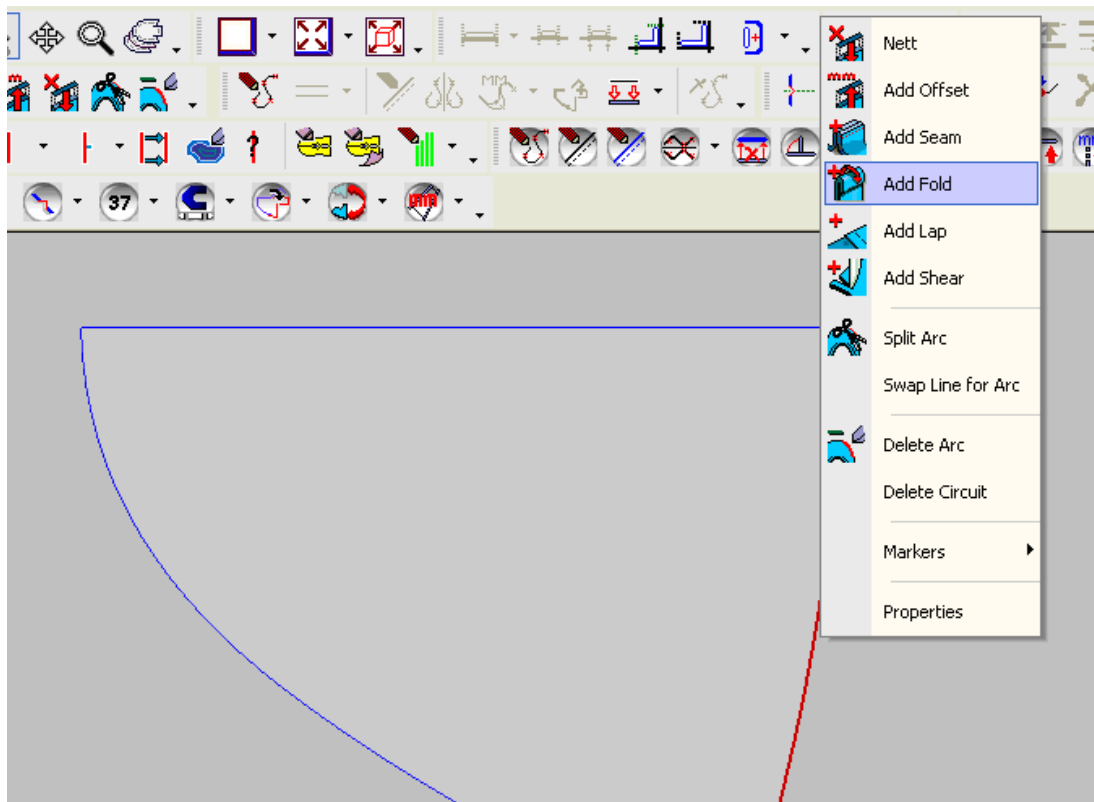 Nett
Add Offset
Add Seam
Add Fold
Add Lap
Add Shear
Split Arc
Swap Line for Arc
Delete Arc
Delete Circuit
Markers
Properties
37